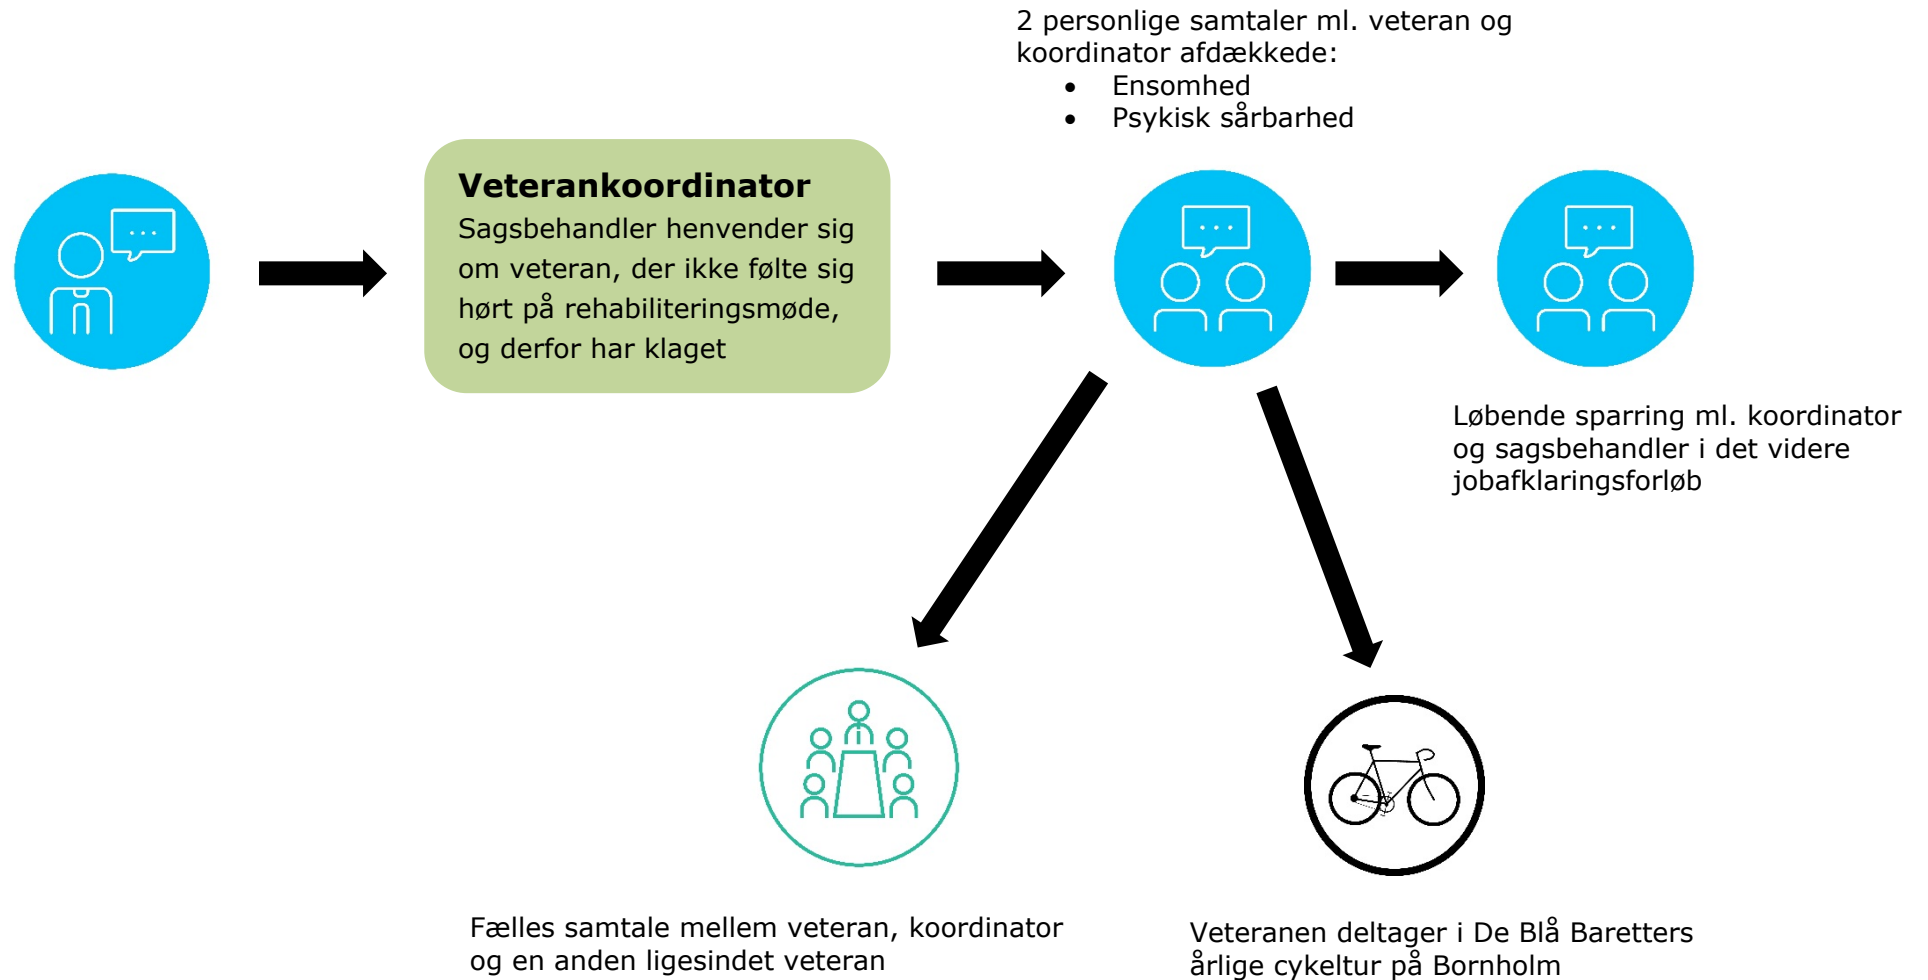 2 personlige samtaler ml. veteran og
koordinator afdækkede:
• Ensomhed
• Psykisk sårbarhed
Veterankoordinator
Sagsbehandler henvender sig
om veteran, der ikke følte sig
hørt på rehabiliteringsmøde,
og derfor har klaget
Løbende sparring ml. koordinator
og sagsbehandler i det videre
jobafklaringsforløb
Fælles samtale mellem veteran, koordinator
og en anden ligesindet veteran
Veteranen deltager i De Blå Baretters
årlige cykeltur på Bornholm